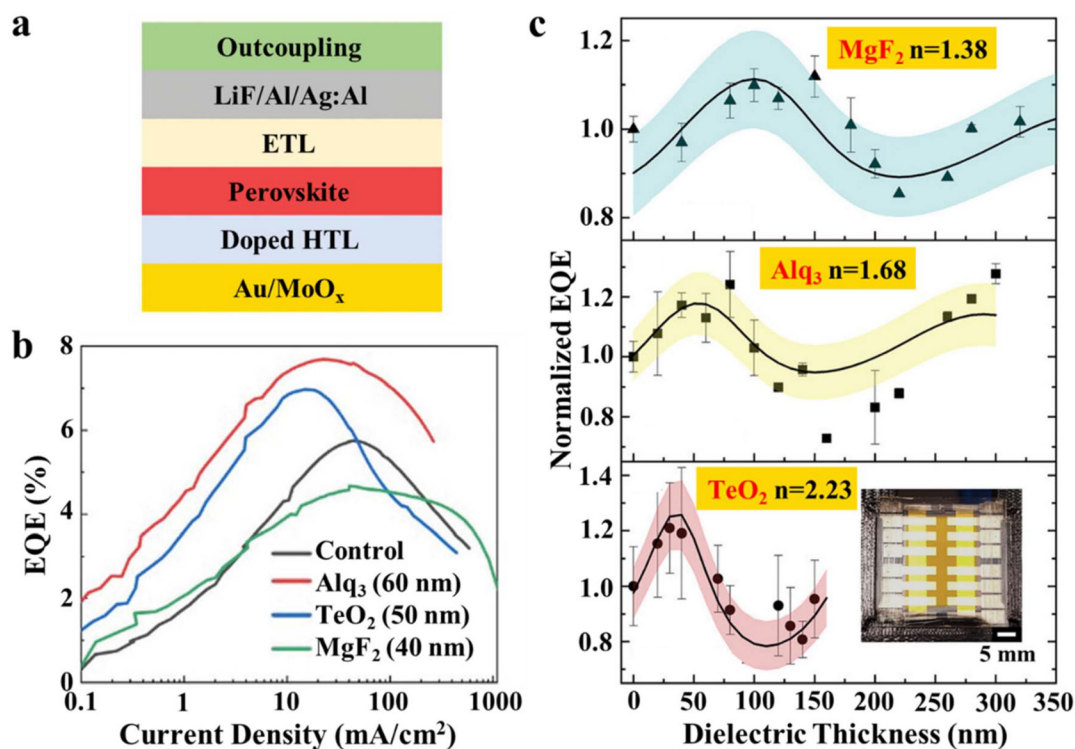 a
Outcoupling
LiF/Al/Ag:Al
ETL
Perovskite
Doped HTL
Au/MoOₓ
b
EQE (%)
8
6
4
2
0
Control
Alq₃ (60 nm)
TeO₂ (50 nm)
MgF₂ (40 nm)
0.1 1 10 100 1000
Current Density (mA/cm²)
c
Normalized EQE
MgF₂ n=1.38
1.2
1.0
0.8
Alq₃ n=1.68
1.2
1.0
0.8
TeO₂ n=2.23
1.4
1.2
1.0
0.8
5 mm
0 50 100 150 200 250 300 350
Dielectric Thickness (nm)